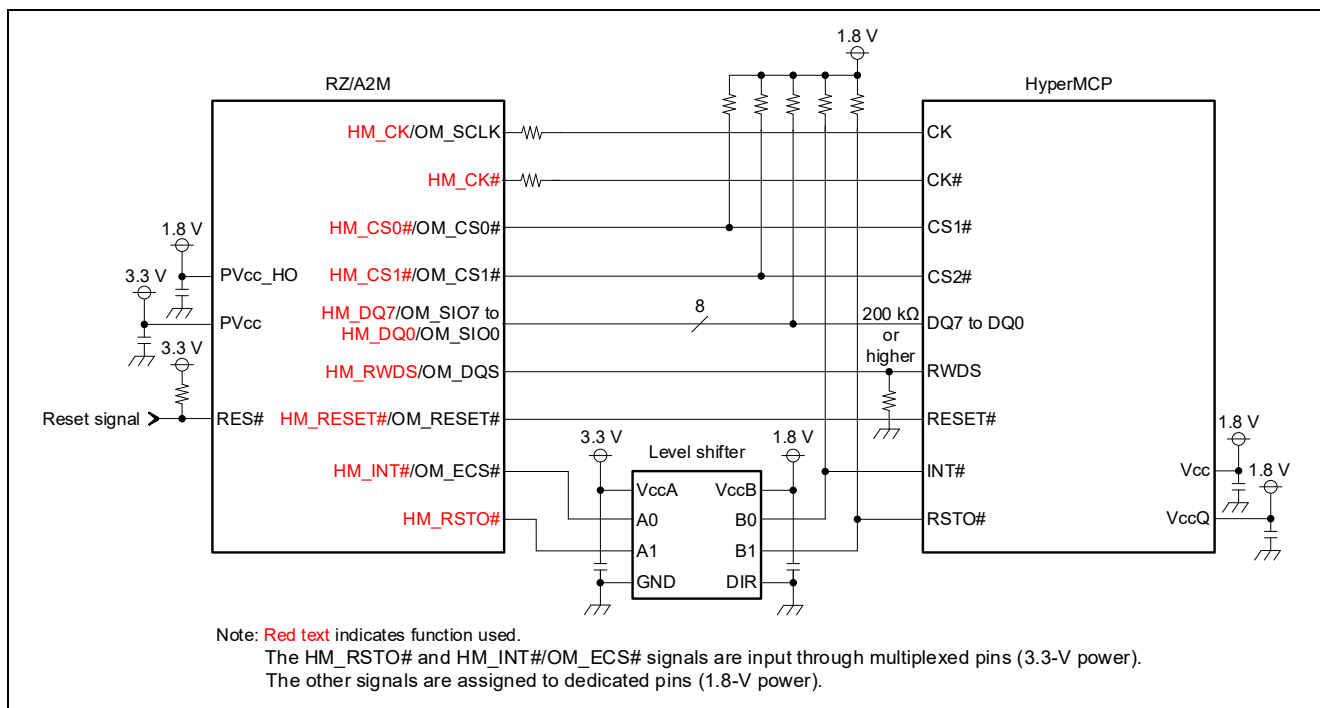 1.8 V
RZ/A2M
HyperMCP
HM_CK/OM_SCLK
CK
HM_CK#
CK#
1.8 V
HM_CS0#/OM_CS0#
CS1#
3.3 V
PVcc_HO
HM_CS1#/OM_CS1#
CS2#
HM_DQ7/OM_SIO7 to
HM_DQ0/OM_SIO0
8
200 kΩ
or
higher
DQ7 to DQ0
PVcc
3.3 V
HM_RWDS/OM_DQS
RWDS
Reset signal
RES#
HM_RESET#/OM_RESET#
RESET#
3.3 V
Level shifter
1.8 V
1.8 V
HM_INT#/OM_ECS#
INT#
Vcc
1.8 V
VccA
VccB
HM_RSTO#
A0
B0
RSTO#
VccQ
A1
B1
GND
DIR
Note: Red text indicates function used.
The HM_RSTO# and HM_INT#/OM_ECS# signals are input through multiplexed pins (3.3-V power).
The other signals are assigned to dedicated pins (1.8-V power).